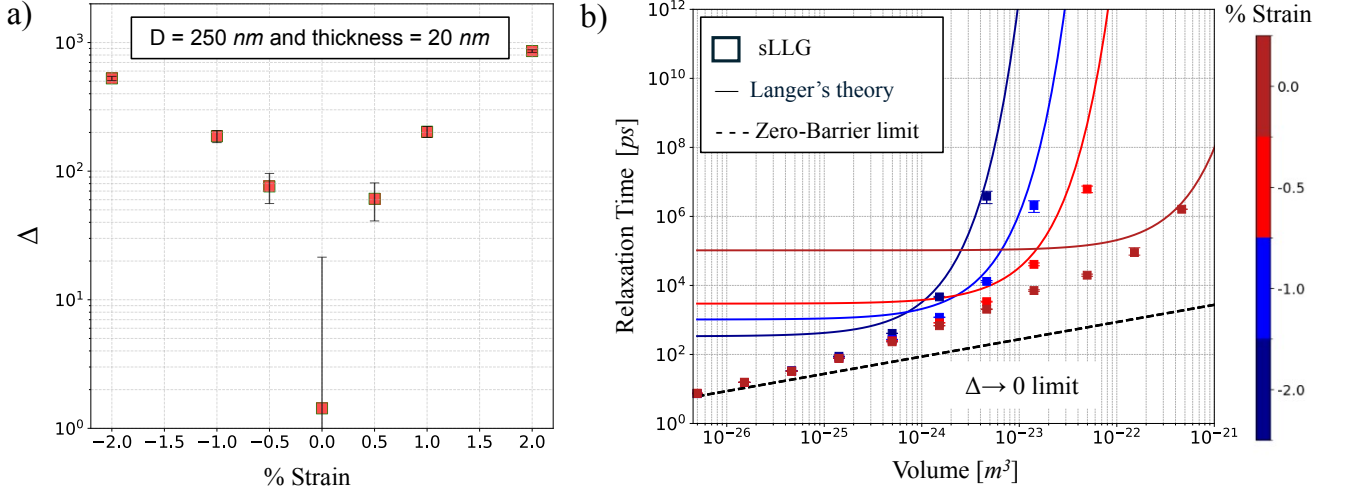 a)
D = 250 nm and thickness = 20 nm
10³
10²
10¹
10⁰
Δ
−2.0 −1.5 −1.0 −0.5 0.0 0.5 1.0 1.5 2.0
% Strain
b)
% Strain
sLLG
Langer's theory
Zero-Barrier limit
10¹²
10¹⁰
10⁸
10⁶
10⁴
10²
10⁰
Relaxation Time [ps]
Δ→ 0 limit
10⁻²⁶ 10⁻²⁵ 10⁻²⁴ 10⁻²³ 10⁻²² 10⁻²¹
Volume [m³]
0.0
-0.5
-1.0
-2.0